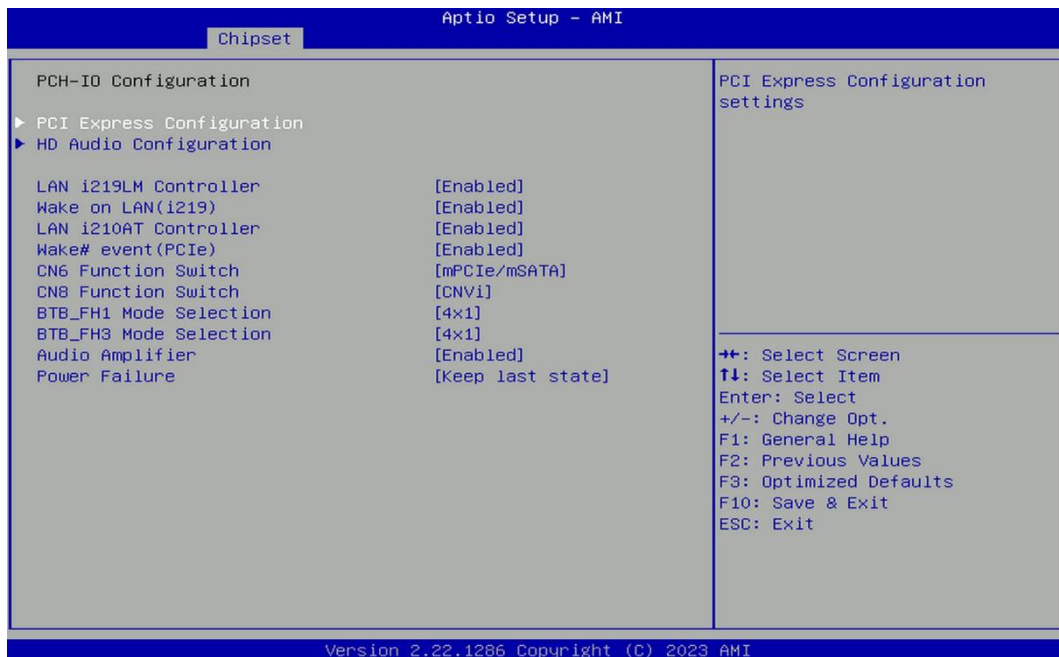 Aptio Setup – AMI
Chipset
PCH-IO Configuration
PCI Express Configuration
HD Audio Configuration
LAN i219LM Controller [Enabled]
Wake on LAN(i219) [Enabled]
LAN i210AT Controller [Enabled]
Wake# event(PCIe) [Enabled]
CN6 Function Switch [mPCIe/mSATA]
CN8 Function Switch [CNVi]
BTB_FH1 Mode Selection [4x1]
BTB_FH3 Mode Selection [4x1]
Audio Amplifier [Enabled]
Power Failure [Keep last state]
PCI Express Configuration
settings
→←: Select Screen
↑↓: Select Item
Enter: Select
+/-: Change Opt.
F1: General Help
F2: Previous Values
F3: Optimized Defaults
F10: Save & Exit
ESC: Exit
Version 2.22.1286 Copyright (C) 2023 AMI